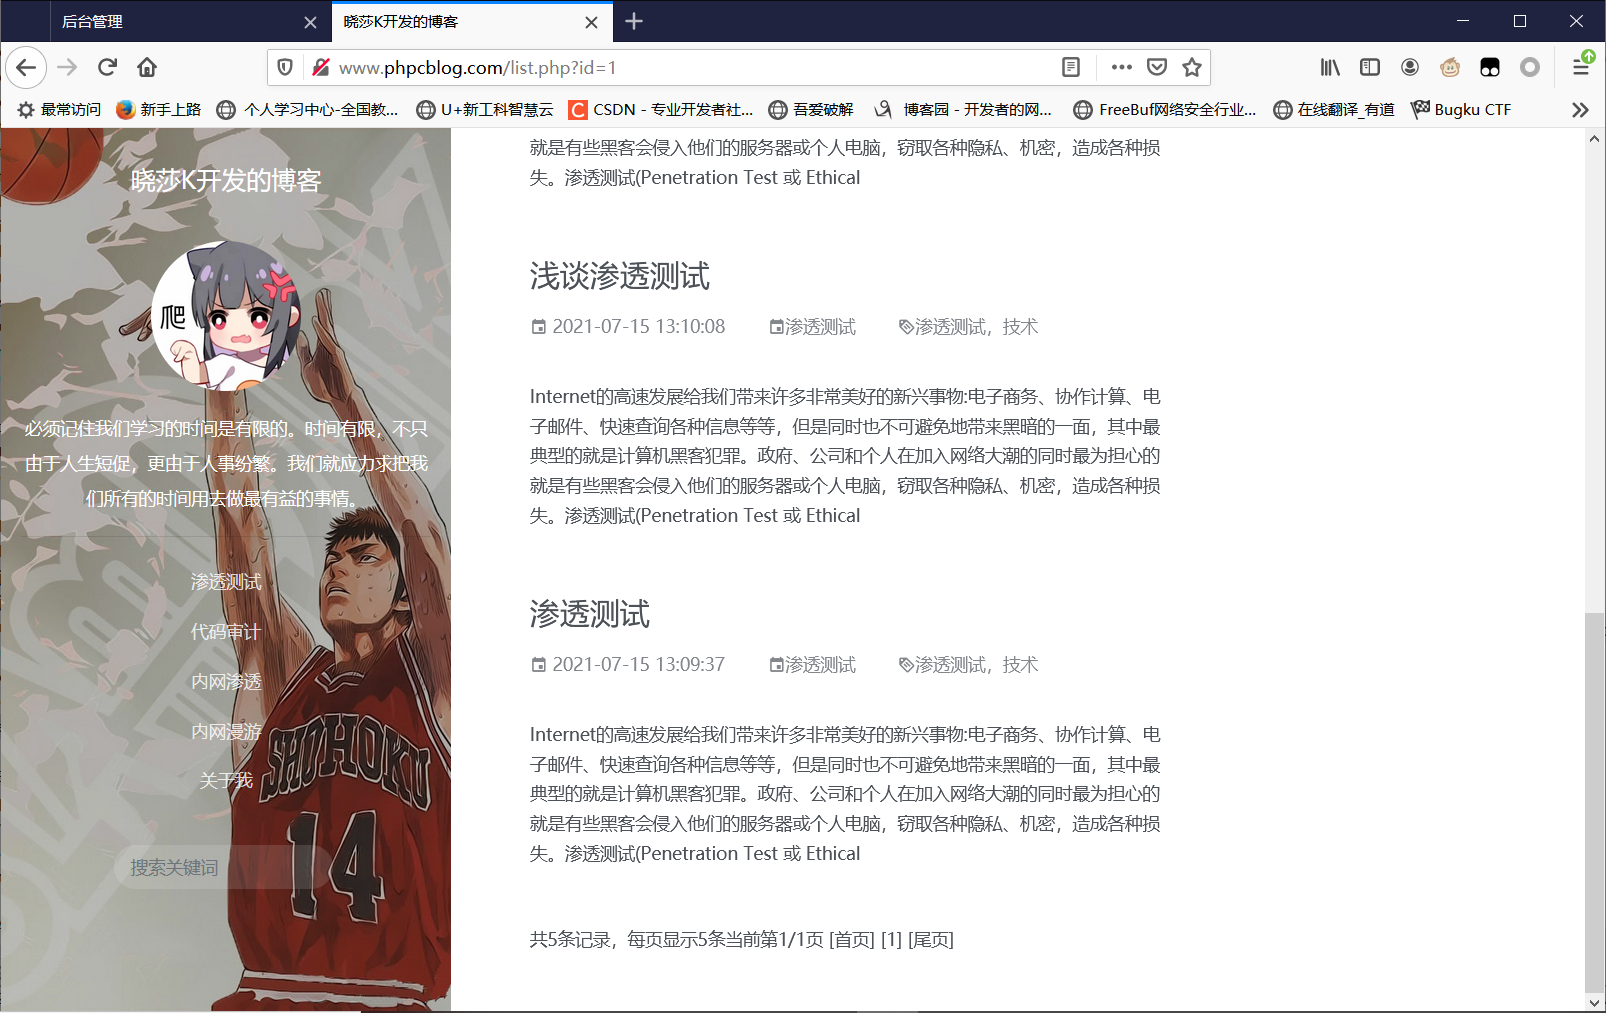 后台管理
晓莎K开发的博客
www.phpcblog.com/list.php?id=1
最常访问
新手上路
个人学习中心-全国教...
U+新工科智慧云
CSDN - 专业开发者社...
吾爱破解
博客园 - 开发者的网...
FreeBuf网络安全行业...
在线翻译_有道
Bugku CTF
晓莎K开发的博客
爬
必须记住我们学习的时间是有限的。时间有限，不只
由于人生短促，更由于人事纷繁。我们就应力求把我
们所有的时间用去做最有益的事情。
渗透测试
代码审计
内网渗透
内网漫游
关于我
搜索关键词
SHOHOKU
14
就是有些黑客会侵入他们的服务器或个人电脑，窃取各种隐私、机密，造成各种损
失。渗透测试(Penetration Test 或 Ethical
浅谈渗透测试
2021-07-15 13:10:08 渗透测试 渗透测试，技术
Internet的高速发展给我们带来许多非常美好的新兴事物:电子商务、协作计算、电
子邮件、快速查询各种信息等等，但是同时也不可避免地带来黑暗的一面，其中最
典型的就是计算机黑客犯罪。政府、公司和个人在加入网络大潮的同时最为担心的
就是有些黑客会侵入他们的服务器或个人电脑，窃取各种隐私、机密，造成各种损
失。渗透测试(Penetration Test 或 Ethical
渗透测试
2021-07-15 13:09:37 渗透测试 渗透测试，技术
Internet的高速发展给我们带来许多非常美好的新兴事物:电子商务、协作计算、电
子邮件、快速查询各种信息等等，但是同时也不可避免地带来黑暗的一面，其中最
典型的就是计算机黑客犯罪。政府、公司和个人在加入网络大潮的同时最为担心的
就是有些黑客会侵入他们的服务器或个人电脑，窃取各种隐私、机密，造成各种损
失。渗透测试(Penetration Test 或 Ethical
共5条记录，每页显示5条当前第1/1页 [首页] [1] [尾页]